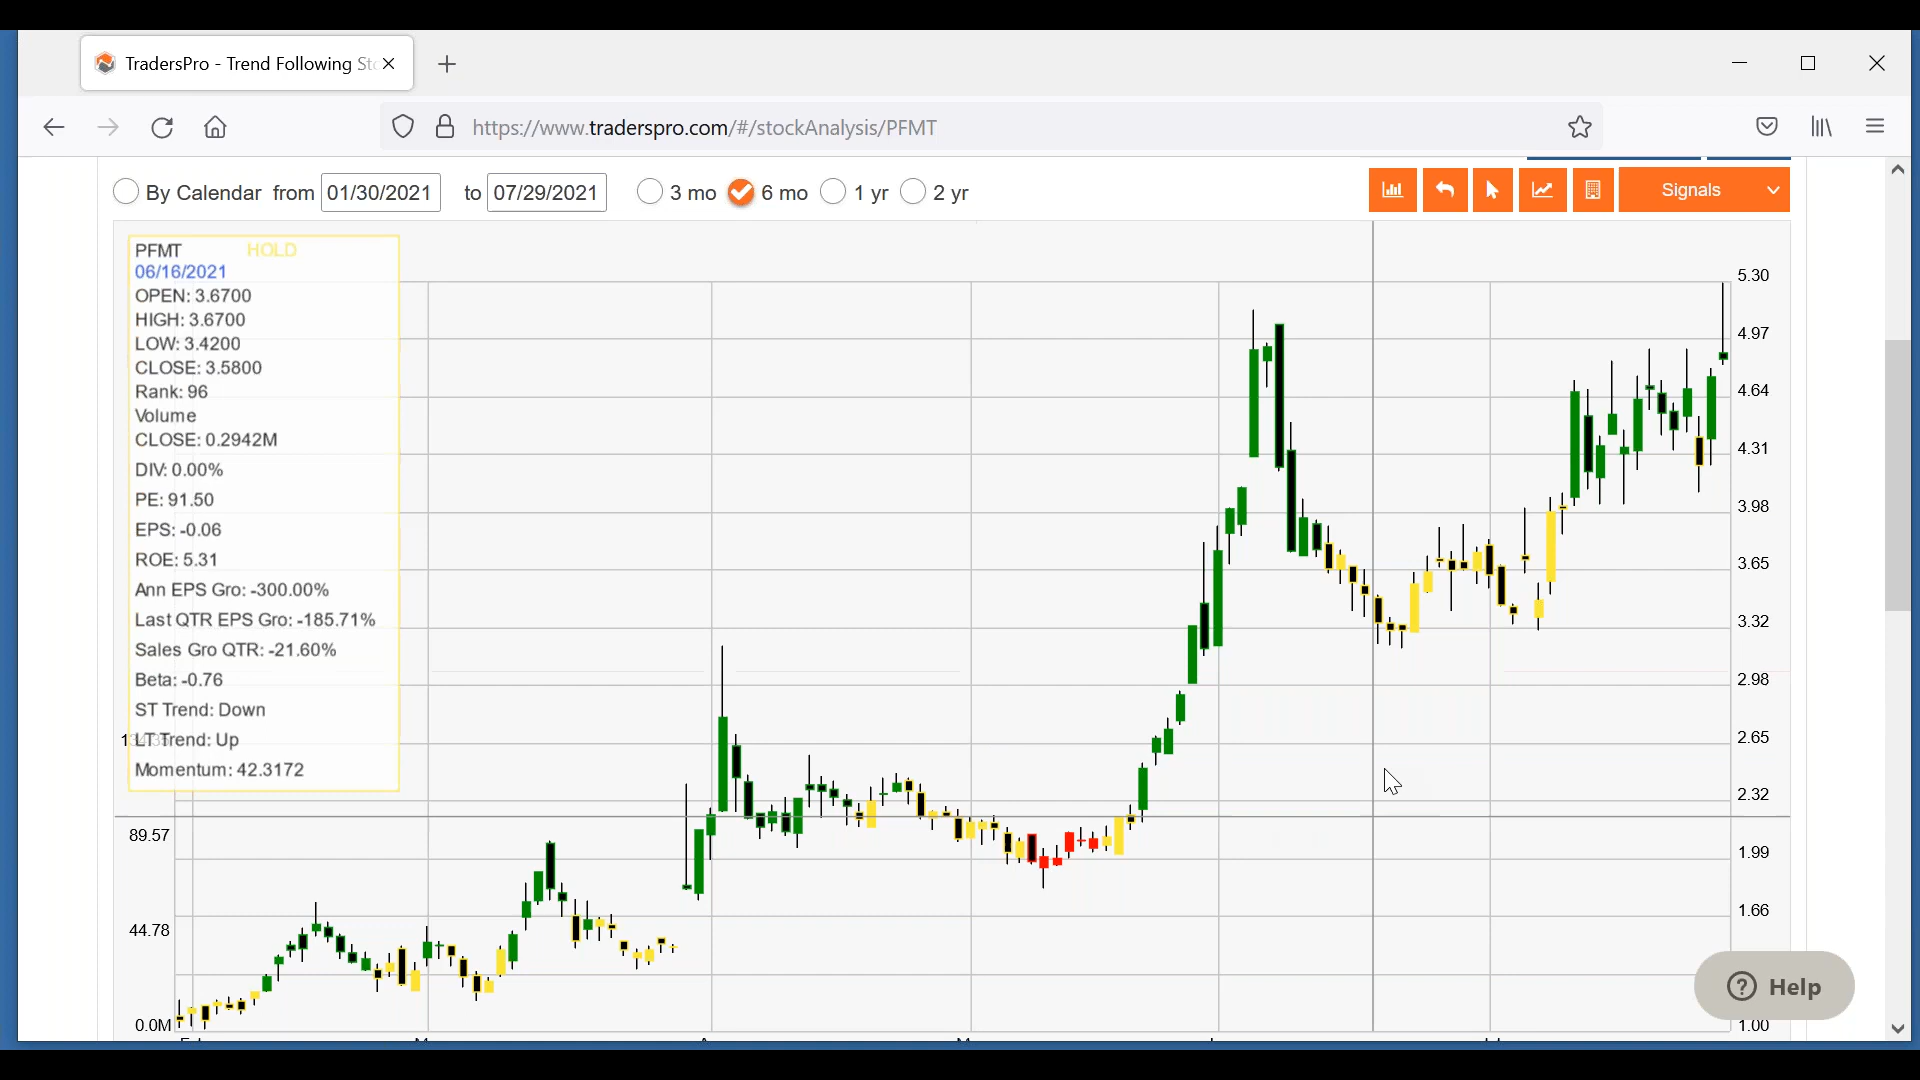 TradersPro - Trend Following Sto
https://www.traderspro.com/#/stockAnalysis/PFMT
By Calendar from 01/30/2021 to 07/29/2021 3 mo 6 mo 1 yr 2 yr Signals
PFMT HOLD
06/16/2021
OPEN: 3.6700
HIGH: 3.6700
LOW: 3.4200
CLOSE: 3.5800
Rank: 96
Volume
CLOSE: 0.2942M
DIV: 0.00%
PE: 91.50
EPS: -0.06
ROE: 5.31
Ann EPS Gro: -300.00%
Last QTR EPS Gro: -185.71%
Sales Gro QTR: -21.60%
Beta: -0.76
ST Trend: Down
LT Trend: Up
Momentum: 42.3172
89.57
44.78
0.0M
5.30
4.97
4.64
4.31
3.98
3.65
3.32
2.98
2.65
2.32
1.99
1.66
1.00
Help